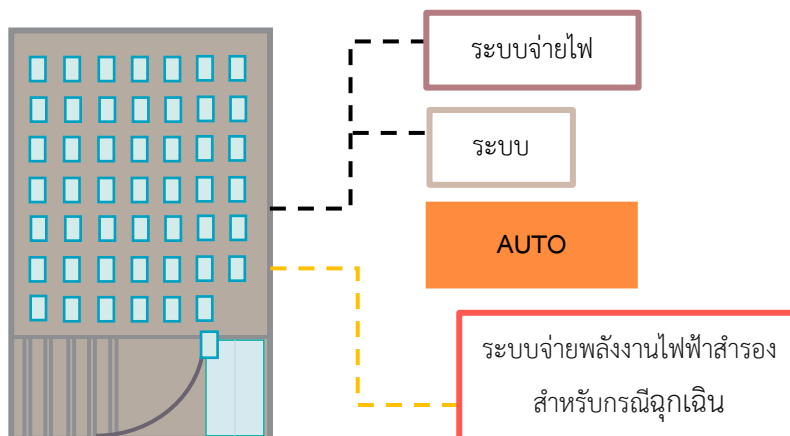 ระบบจ่ายไฟ
ระบบ
AUTO
ระบบจ่ายพลังงานไฟฟ้าสำรอง
สำหรับกรณีฉุกเฉิน